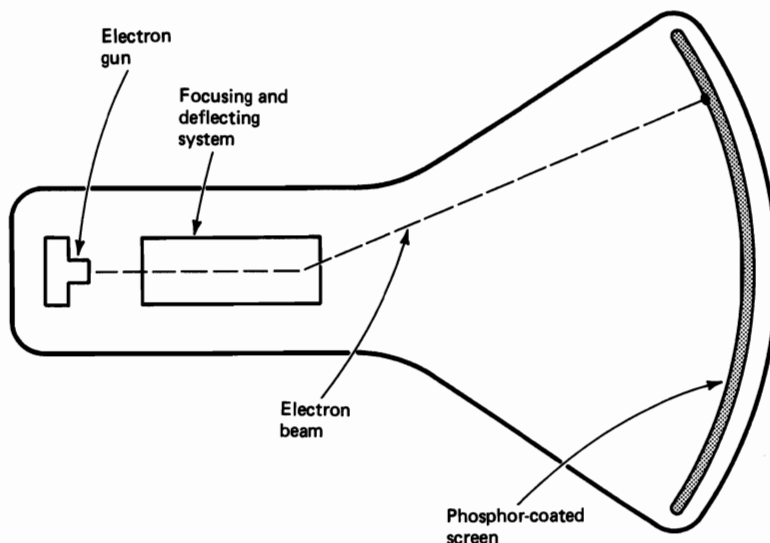 Electron
gun
Focusing and
deflecting
system
Electron
beam
Phosphor-coated
screen